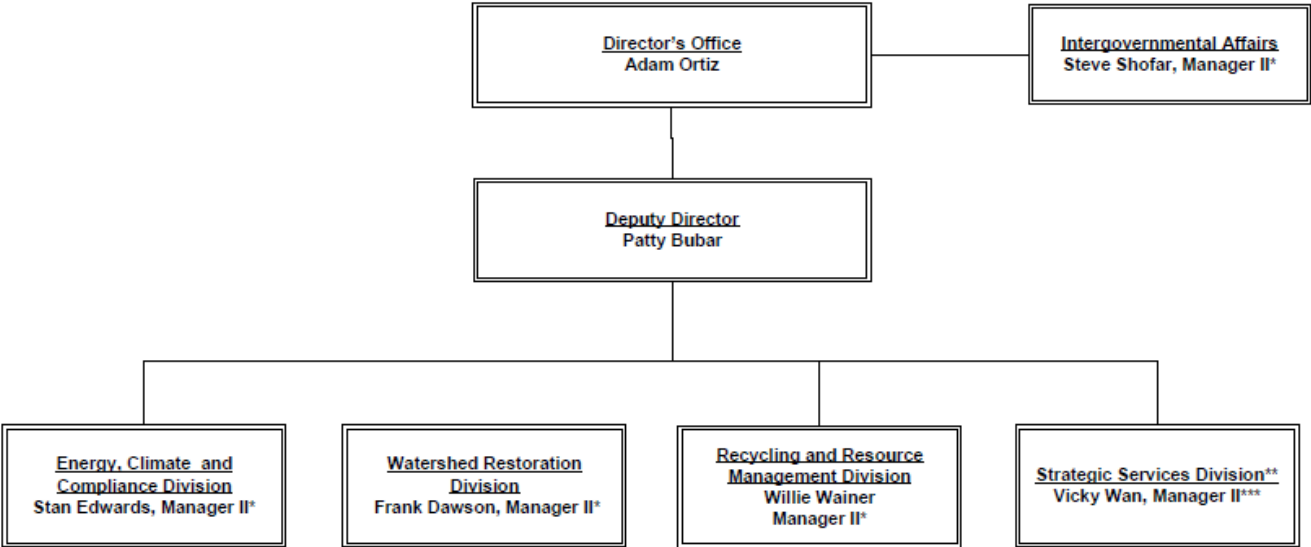 Director's Office
Adam Ortiz
Intergovernmental Affairs
Steve Shofar, Manager II*
Deputy Director
Patty Bubar
Energy, Climate and
Compliance Division
Stan Edwards, Manager II*
Watershed Restoration
Division
Frank Dawson, Manager II*
Recycling and Resource
Management Division
Willie Wainer
Manager II*
Strategic Services Division**
Vicky Wan, Manager II***